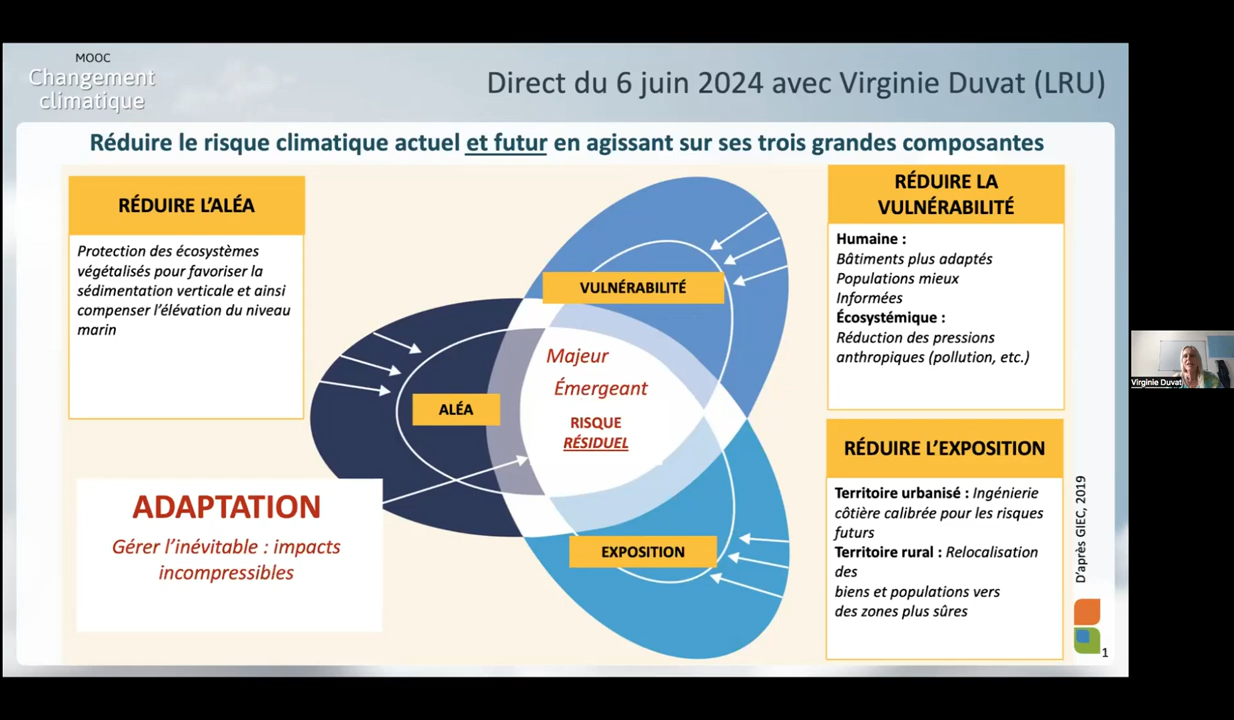 MOOC
Changement
climatique
Direct du 6 juin 2024 avec Virginie Duvat (LRU)
Réduire le risque climatique actuel et futur en agissant sur ses trois grandes composantes
RÉDUIRE L'ALÉA
Protection des écosystèmes
végétalisés pour favoriser la
sédimentation verticale et ainsi
compenser l'élévation du niveau
marin
VULNÉRABILITÉ
Majeur
Émergeant
RISQUE
RÉSIDUEL
ALÉA
EXPOSITION
ADAPTATION
Gérer l'inévitable : impacts
incompressibles
RÉDUIRE LA
VULNÉRABILITÉ
Humaine :
Bâtiments plus adaptés
Populations mieux
Informées
Écosystémique :
Réduction des pressions
anthropiques (pollution, etc.)
RÉDUIRE L'EXPOSITION
Territoire urbanisé : Ingénierie
côtière calibrée pour les risques
futurs
Territoire rural : Relocalisation
des
biens et populations vers
des zones plus sûres
D'après GIEC, 2019
1
Virginie Duvat